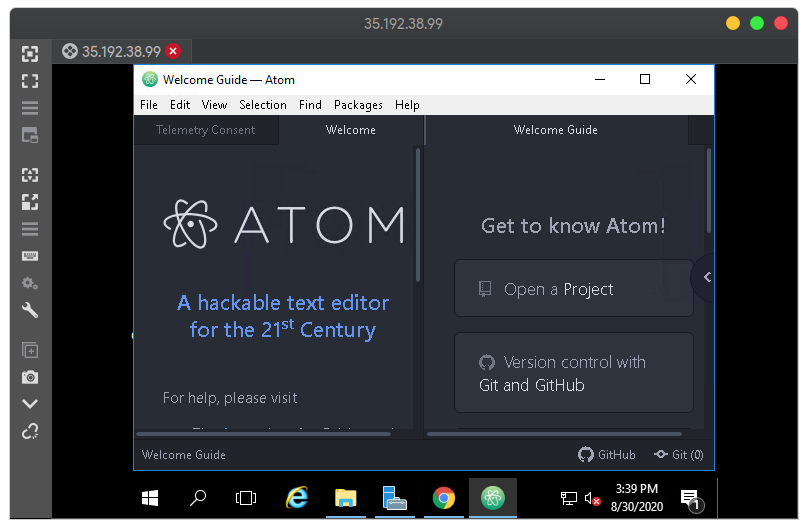 35.192.38.99
35.192.38.99
Welcome Guide — Atom
File Edit View Selection Find Packages Help
Telemetry Consent
Welcome
Welcome Guide
ATOM
A hackable text editor
for the 21st Century
For help, please visit
Get to know Atom!
Open a Project
Version control with
Git and GitHub
Welcome Guide
GitHub
Git (0)
3:39 PM
8/30/2020
1